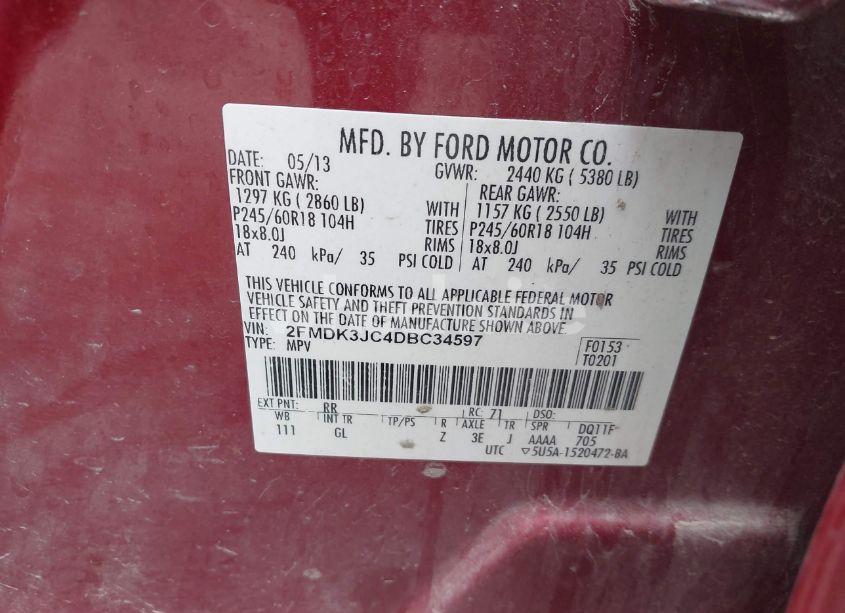 MFD. BY FORD MOTOR CO.
DATE: 05/13 GVWR: 2440 KG ( 5380 LB)
FRONT GAWR: REAR GAWR:
1297 KG ( 2860 LB) WITH 1157 KG ( 2550 LB) WITH
P245/60R18 104H TIRES P245/60R18 104H TIRES
18x8.0J RIMS 18x8.0J RIMS
AT 240 kPa/ 35 PSI COLD AT 240 kPa/ 35 PSI COLD
THIS VEHICLE CONFORMS TO ALL APPLICABLE FEDERAL MOTOR
VEHICLE SAFETY AND THEFT PREVENTION STANDARDS IN
EFFECT ON THE DATE OF MANUFACTURE SHOWN ABOVE.
VIN: 2FMDK3JC4DBC34597
TYPE: MPV
F0153
T0201
EXT PNT: RR RC: 71 DSO:
WB INT TR TP/PS R AXLE TR SPR DQ11F
111 GL Z 3E J AAAA 705
UTC ▽5U5A-1520472-BA